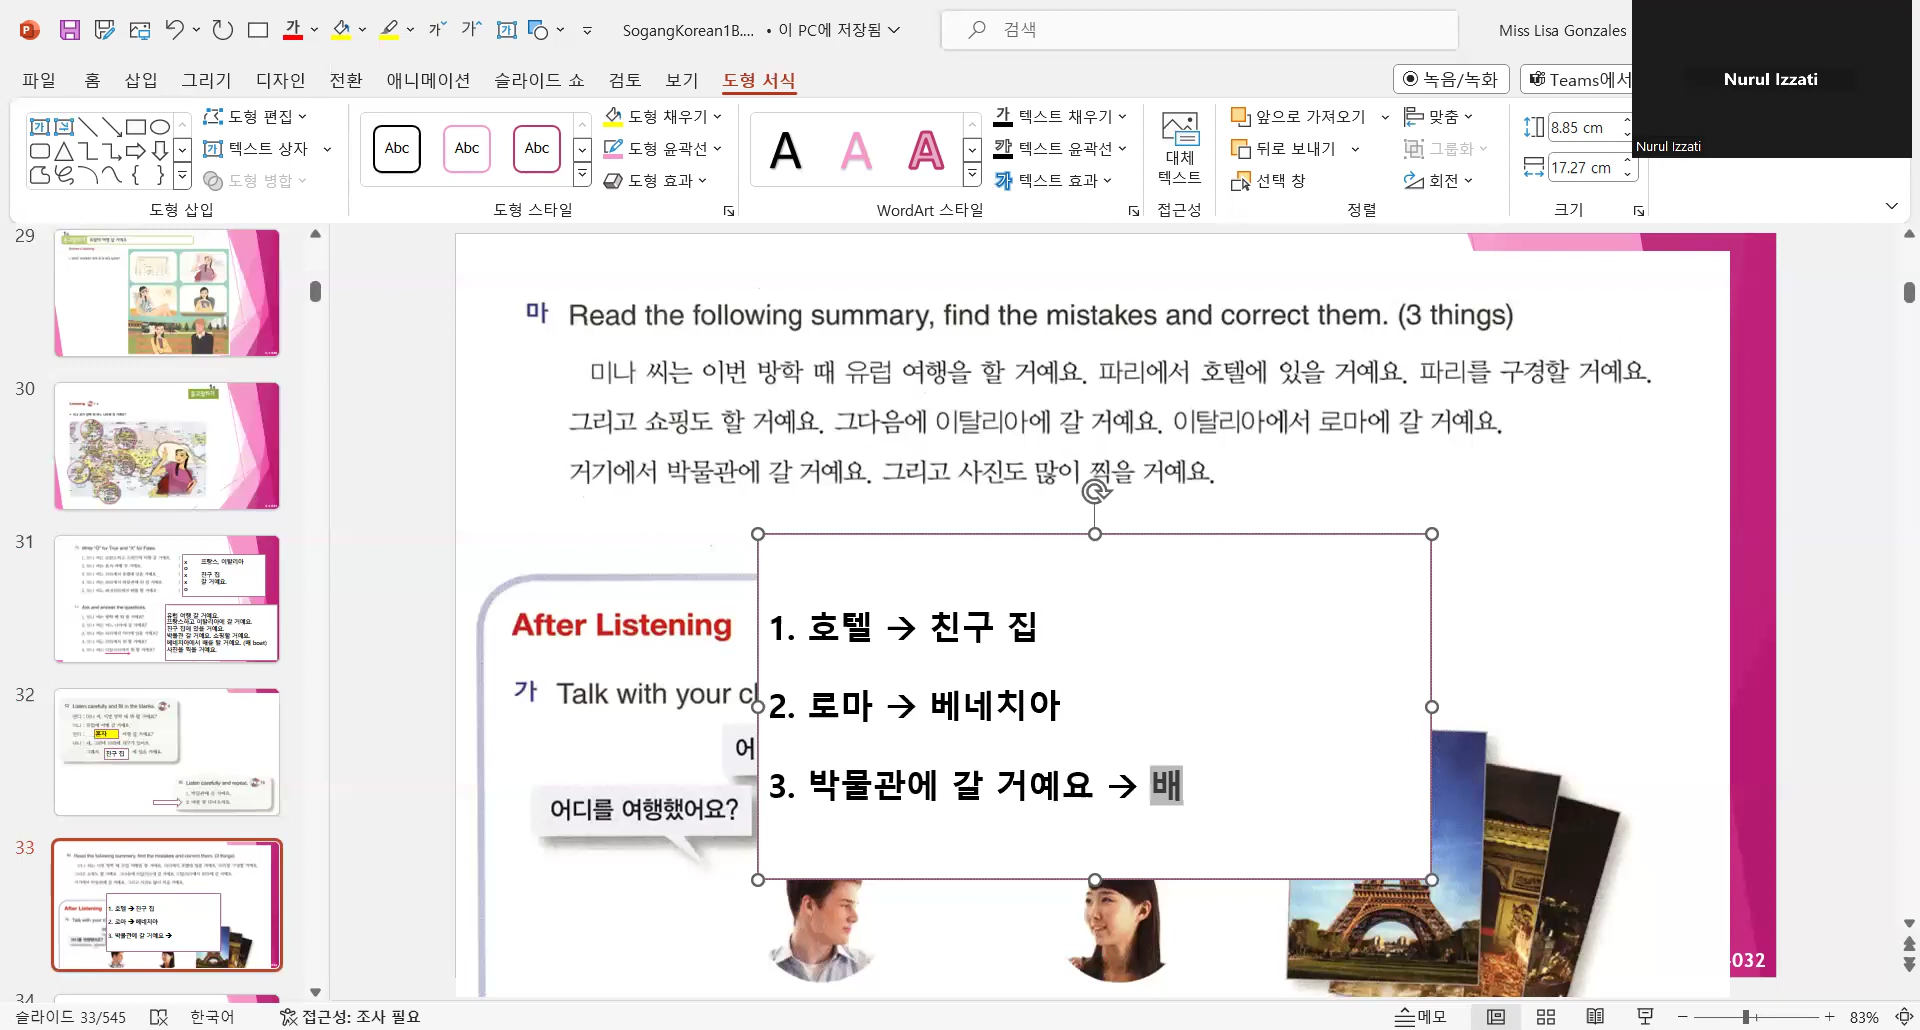 SogangKorean1B.... • 이 PC에 저장됨
검색
Miss Lisa Gonzales
파일 홈 삽입 그리기 디자인 전환 애니메이션 슬라이드 쇼 검토 보기 도형 서식
녹음/녹화
Teams에서
Nurul Izzati
Nurul Izzati
도형 편집
텍스트 상자
도형 병합
도형 삽입
Abc Abc Abc
도형 채우기
도형 윤곽선
도형 효과
도형 스타일
A A A
텍스트 채우기
텍스트 윤곽선
텍스트 효과
WordArt 스타일
대체
텍스트
접근성
앞으로 가져오기
뒤로 보내기
선택 창
맞춤
그룹화
회전
정렬
8.85 cm
17.27 cm
크기
29
30
31
32
33
34
마 Read the following summary, find the mistakes and correct them. (3 things)
미나 씨는 이번 방학 때 유럽 여행을 할 거예요. 파리에서 호텔에 있을 거예요. 파리를 구경할 거예요.
그리고 쇼핑도 할 거예요. 그다음에 이탈리아에 갈 거예요. 이탈리아에서 로마에 갈 거예요.
거기에서 박물관에 갈 거예요. 그리고 사진도 많이 찍을 거예요.
After Listening
가 Talk with your cl
어
어디를 여행했어요?
1. 호텔 → 친구 집
2. 로마 → 베네치아
3. 박물관에 갈 거예요 → 배
-032
슬라이드 33/545 한국어 접근성: 조사 필요
메모 83%